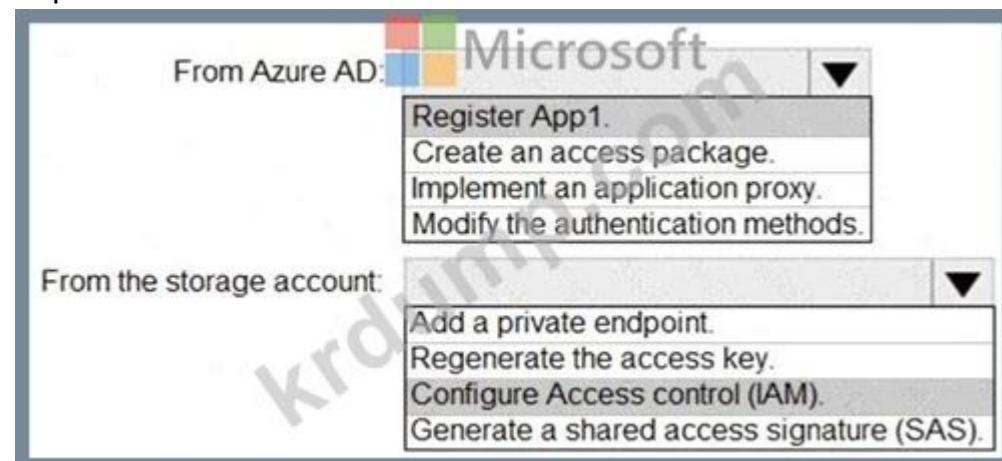 Microsoft
From Azure AD:
Register App1.
Create an access package.
Implement an application proxy.
Modify the authentication methods.
From the storage account:
Add a private endpoint.
Regenerate the access key.
Configure Access control (IAM).
Generate a shared access signature (SAS).
krdump.com